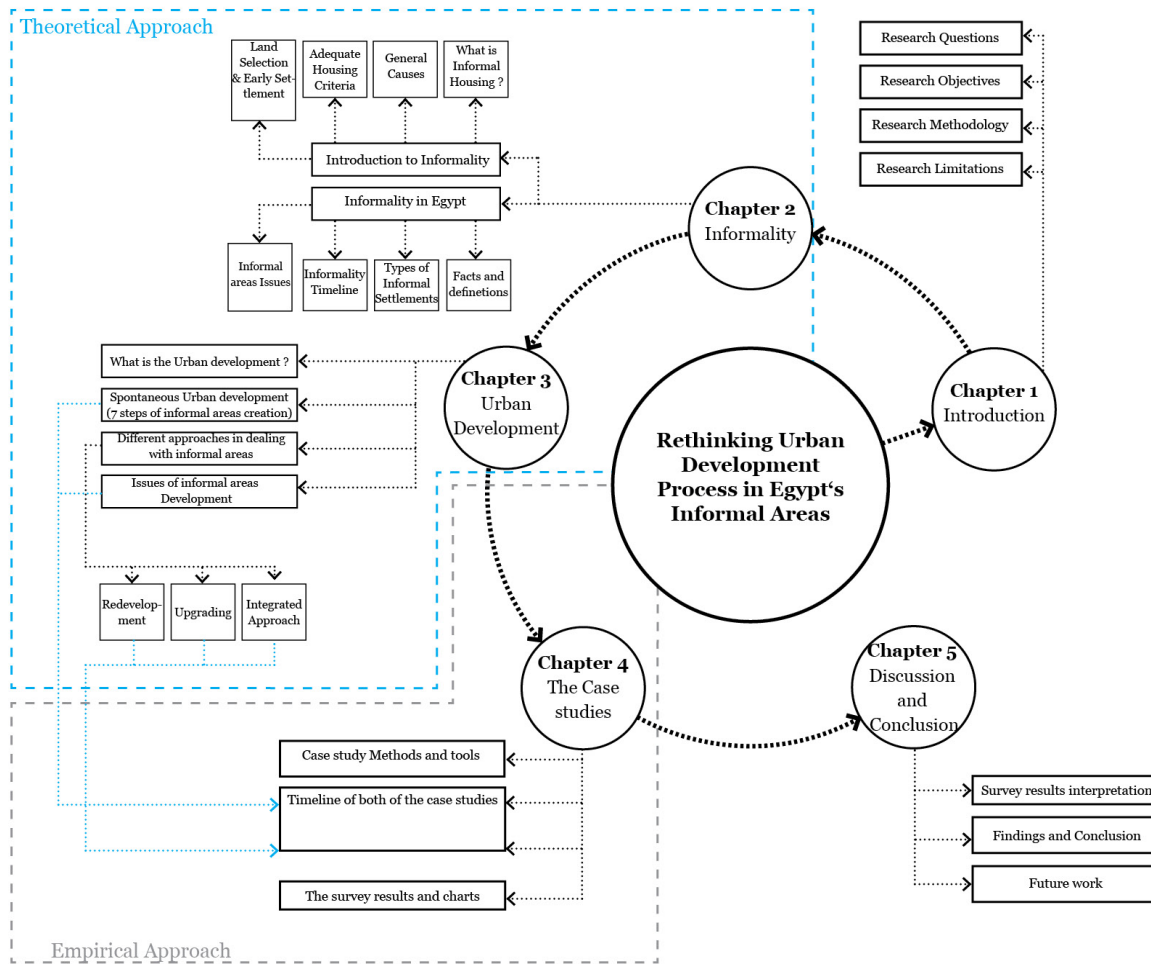 Theoretical Approach
Land
Selection
& Early Set-
tlement
Adequate
Housing
Criteria
General
Causes
What is
Informal
Housing ?
Introduction to Informality
Informality in Egypt
Informal
areas Issues
Informality
Timeline
Types of
Informal
Settlements
Facts and
definetions
Research Questions
Research Objectives
Research Methodology
Research Limitations
Chapter 2
Informality
Chapter 1
Introduction
Rethinking Urban
Development
Process in Egypt‘s
Informal Areas
Chapter 3
Urban
Development
What is the Urban development ?
Spontaneous Urban development
(7 steps of informal areas creation)
Different approaches in dealing
with informal areas
Issues of informal areas
Development
Redevelop-
ment
Upgrading
Integrated
Approach
Chapter 4
The Case
studies
Chapter 5
Discussion
and
Conclusion
Case study Methods and tools
Timeline of both of the case studies
The survey results and charts
Survey results interpretation
Findings and Conclusion
Future work
Empirical Approach